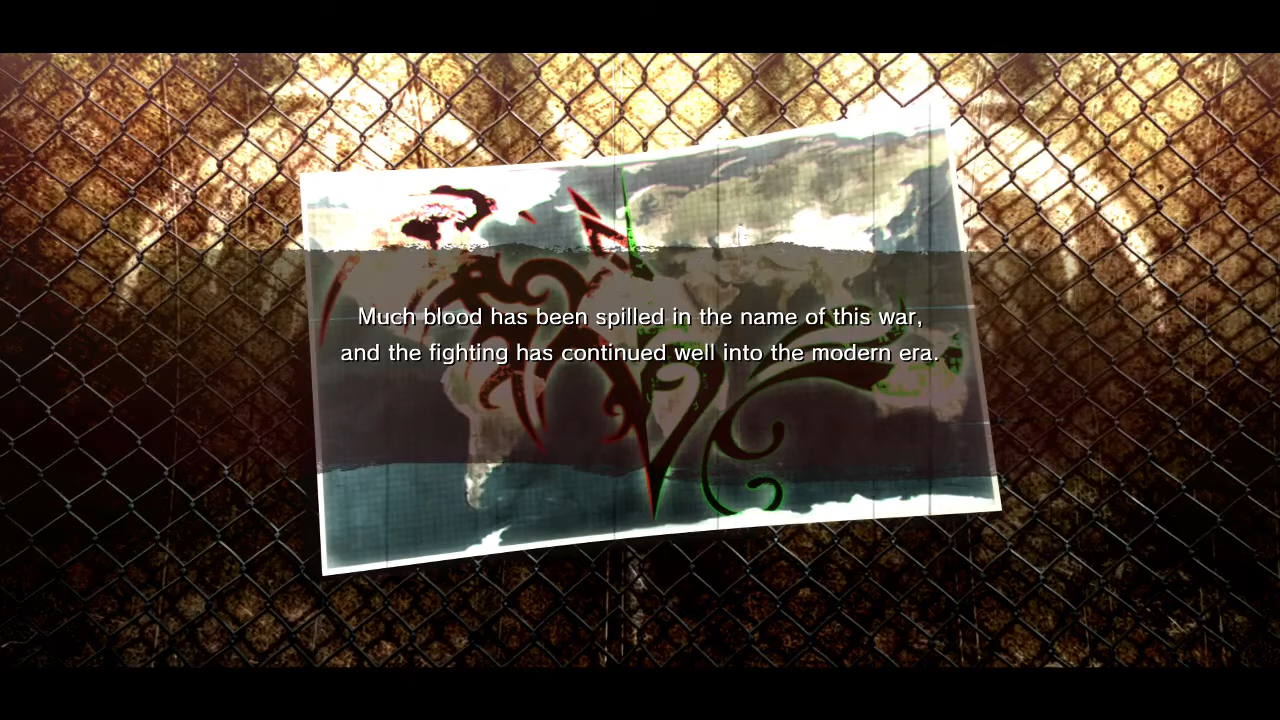 Much blood has been spilled in the name of this war,
and the fighting has continued well into the modern era.